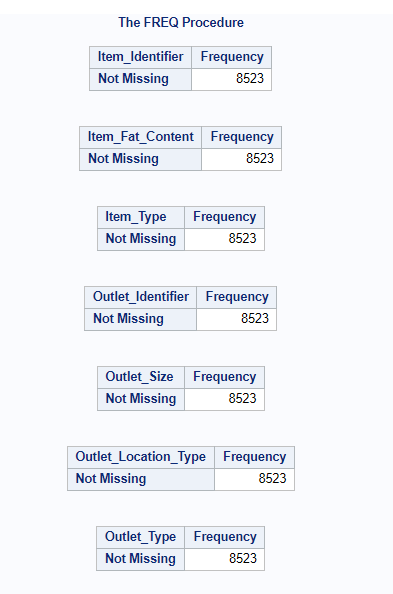 The FREQ Procedure
Item_Identifier Frequency
Not Missing 8523
Item_Fat_Content Frequency
Not Missing 8523
Item_Type Frequency
Not Missing 8523
Outlet_Identifier Frequency
Not Missing 8523
Outlet_Size Frequency
Not Missing 8523
Outlet_Location_Type Frequency
Not Missing 8523
Outlet_Type Frequency
Not Missing 8523